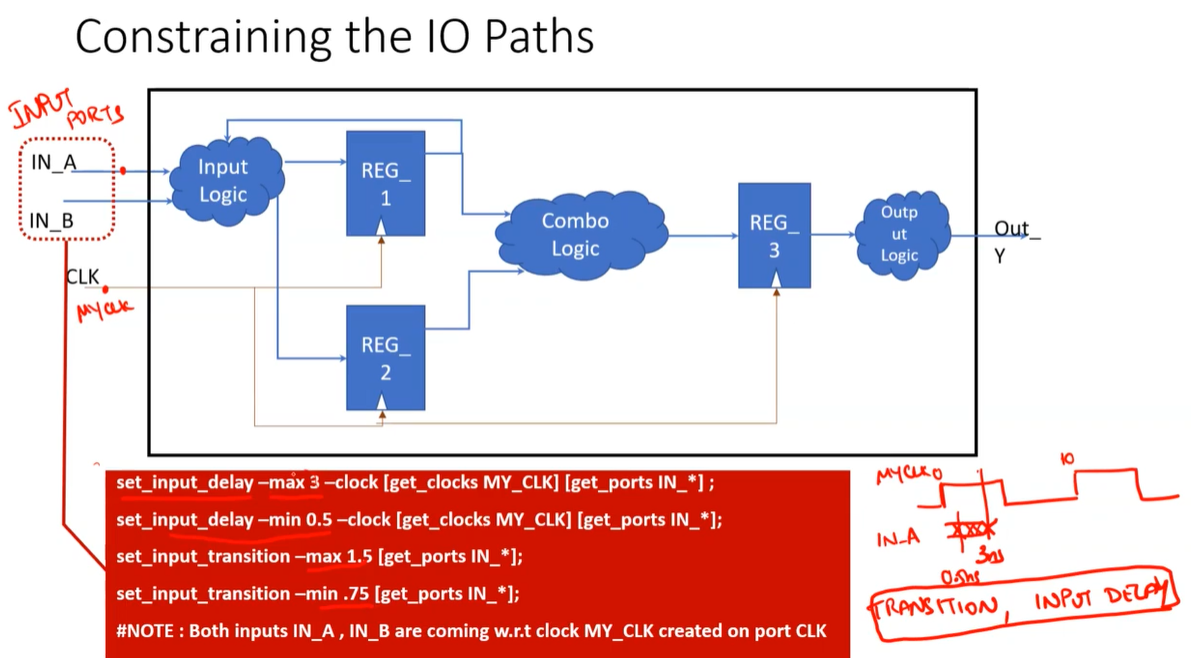 Constraining the IO Paths
INPUT
PORTS
IN_A
IN_B
CLK
MYCLK
Input
Logic
REG_
1
REG_
2
Combo
Logic
REG_
3
Outp
ut
Logic
Out_
Y
set_input_delay –max 3 –clock [get_clocks MY_CLK] [get_ports IN_*] ;
set_input_delay –min 0.5 –clock [get_clocks MY_CLK] [get_ports IN_*];
set_input_transition –max 1.5 [get_ports IN_*];
set_input_transition –min .75 [get_ports IN_*];
#NOTE : Both inputs IN_A , IN_B are coming w.r.t clock MY_CLK created on port CLK
MYCLK 0
10
IN_A
3ns
0.5ns
TRANSITION, INPUT DELAY